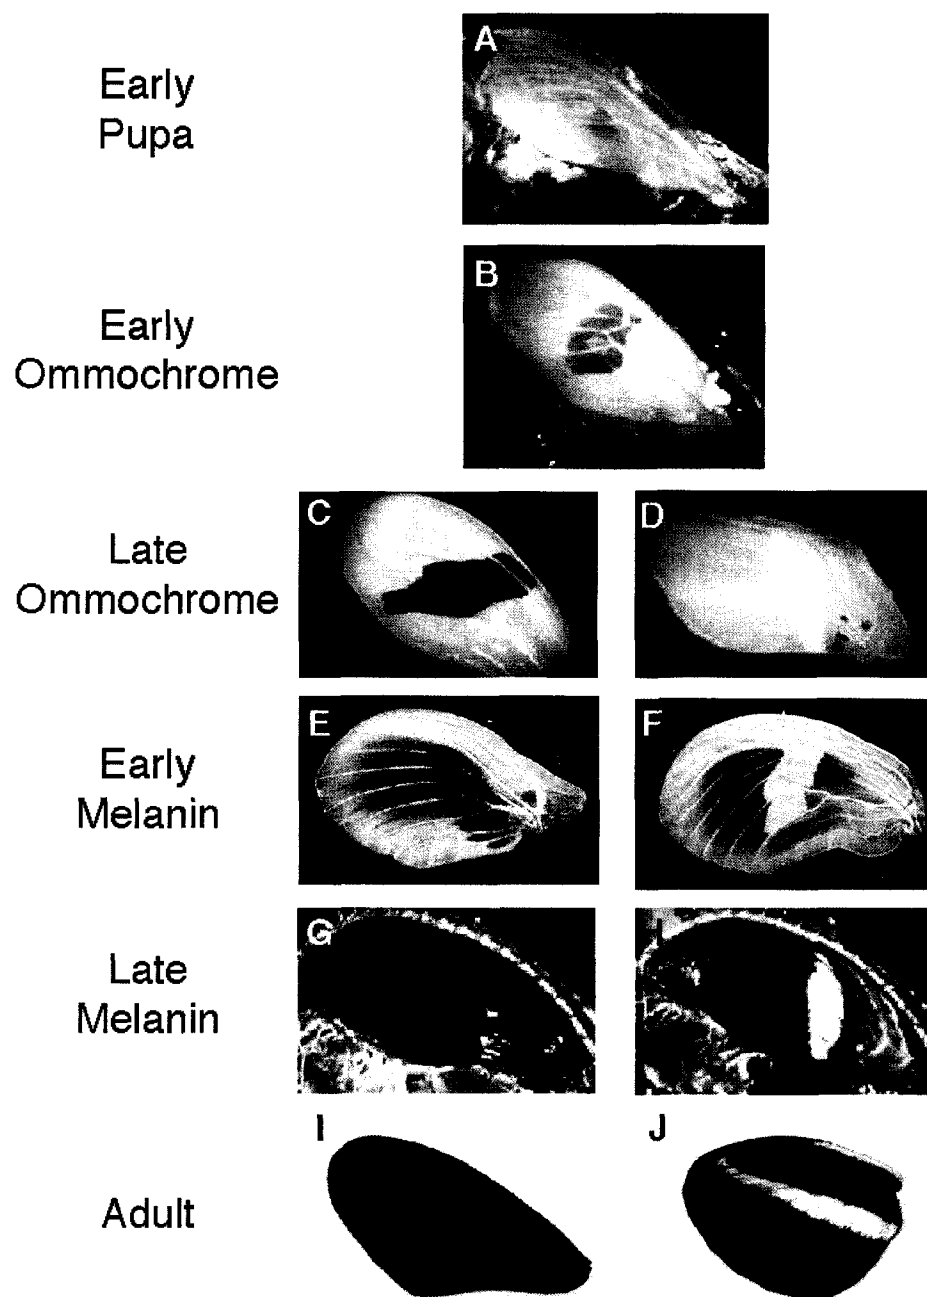 A
Early
Pupa
B
Early
Ommochrome
C
D
Late
Ommochrome
E
F
Early
Melanin
G
Late
Melanin
I
J
Adult